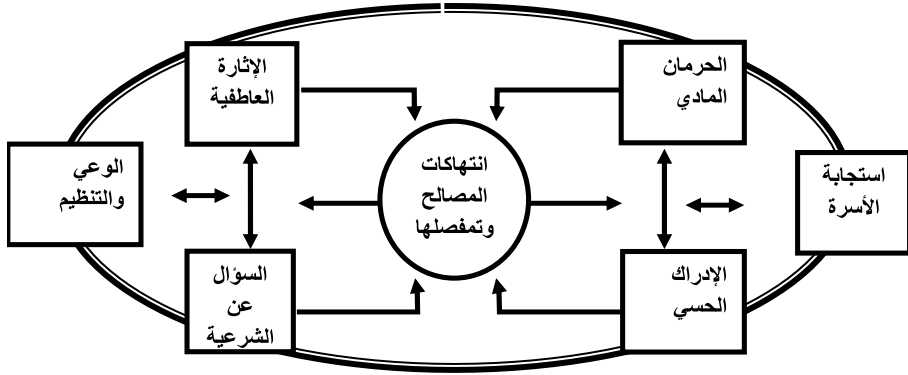 الحرمان
المادي
الإثارة
العاطفية
استجابة
الأسرة
انتهاكات
المصالح
وتمفصلها
الوعي
والتنظيم
الإدراك
الحسي
السؤال
عن
الشرعية